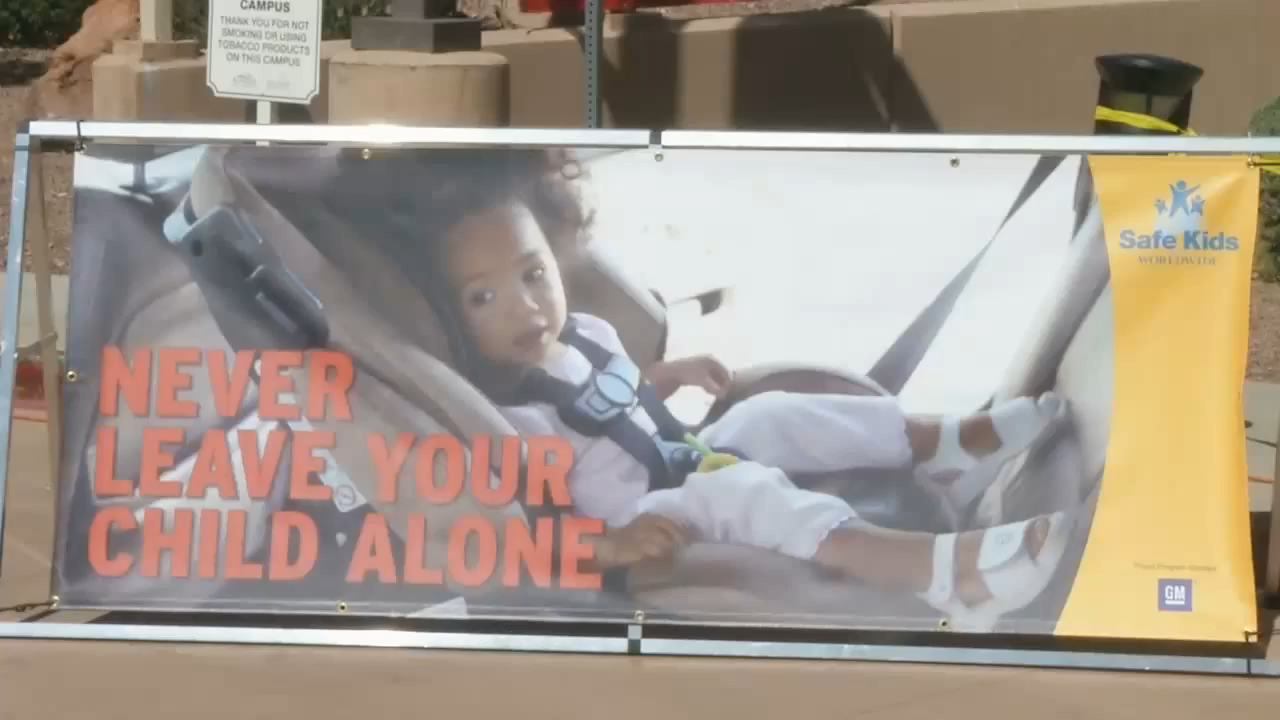 CAMPUS
THANK YOU FOR NOT
SMOKING OR USING
TOBACCO PRODUCTS
ON THIS CAMPUS
Safe Kids
WORLDWIDE
NEVER
LEAVE YOUR
CHILD ALONE
GM